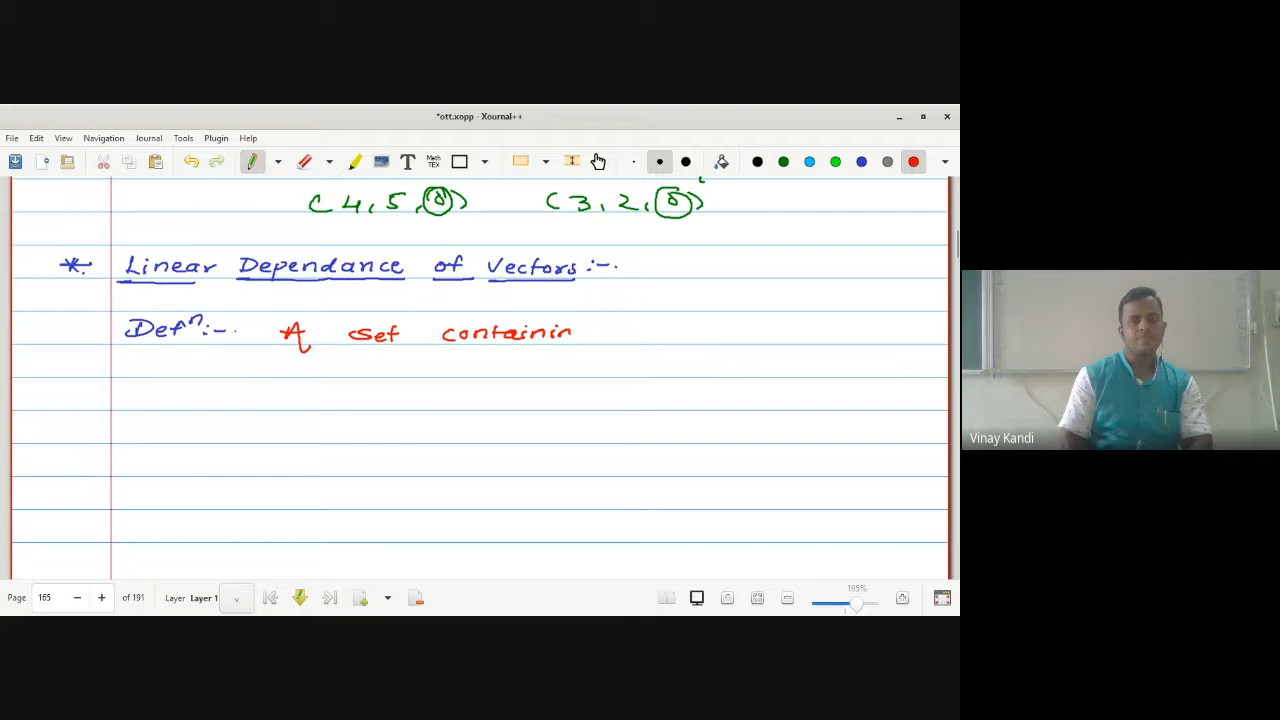 *ott.xopp - Xournal++
File Edit View Navigation Journal Tools Plugin Help
(4, 5, 0) (3, 2, 0)
*. Linear Dependance of Vectors :-.
Defⁿ :-. A set containin
Vinay Kandi
Page 165 of 191 Layer Layer 1 195%